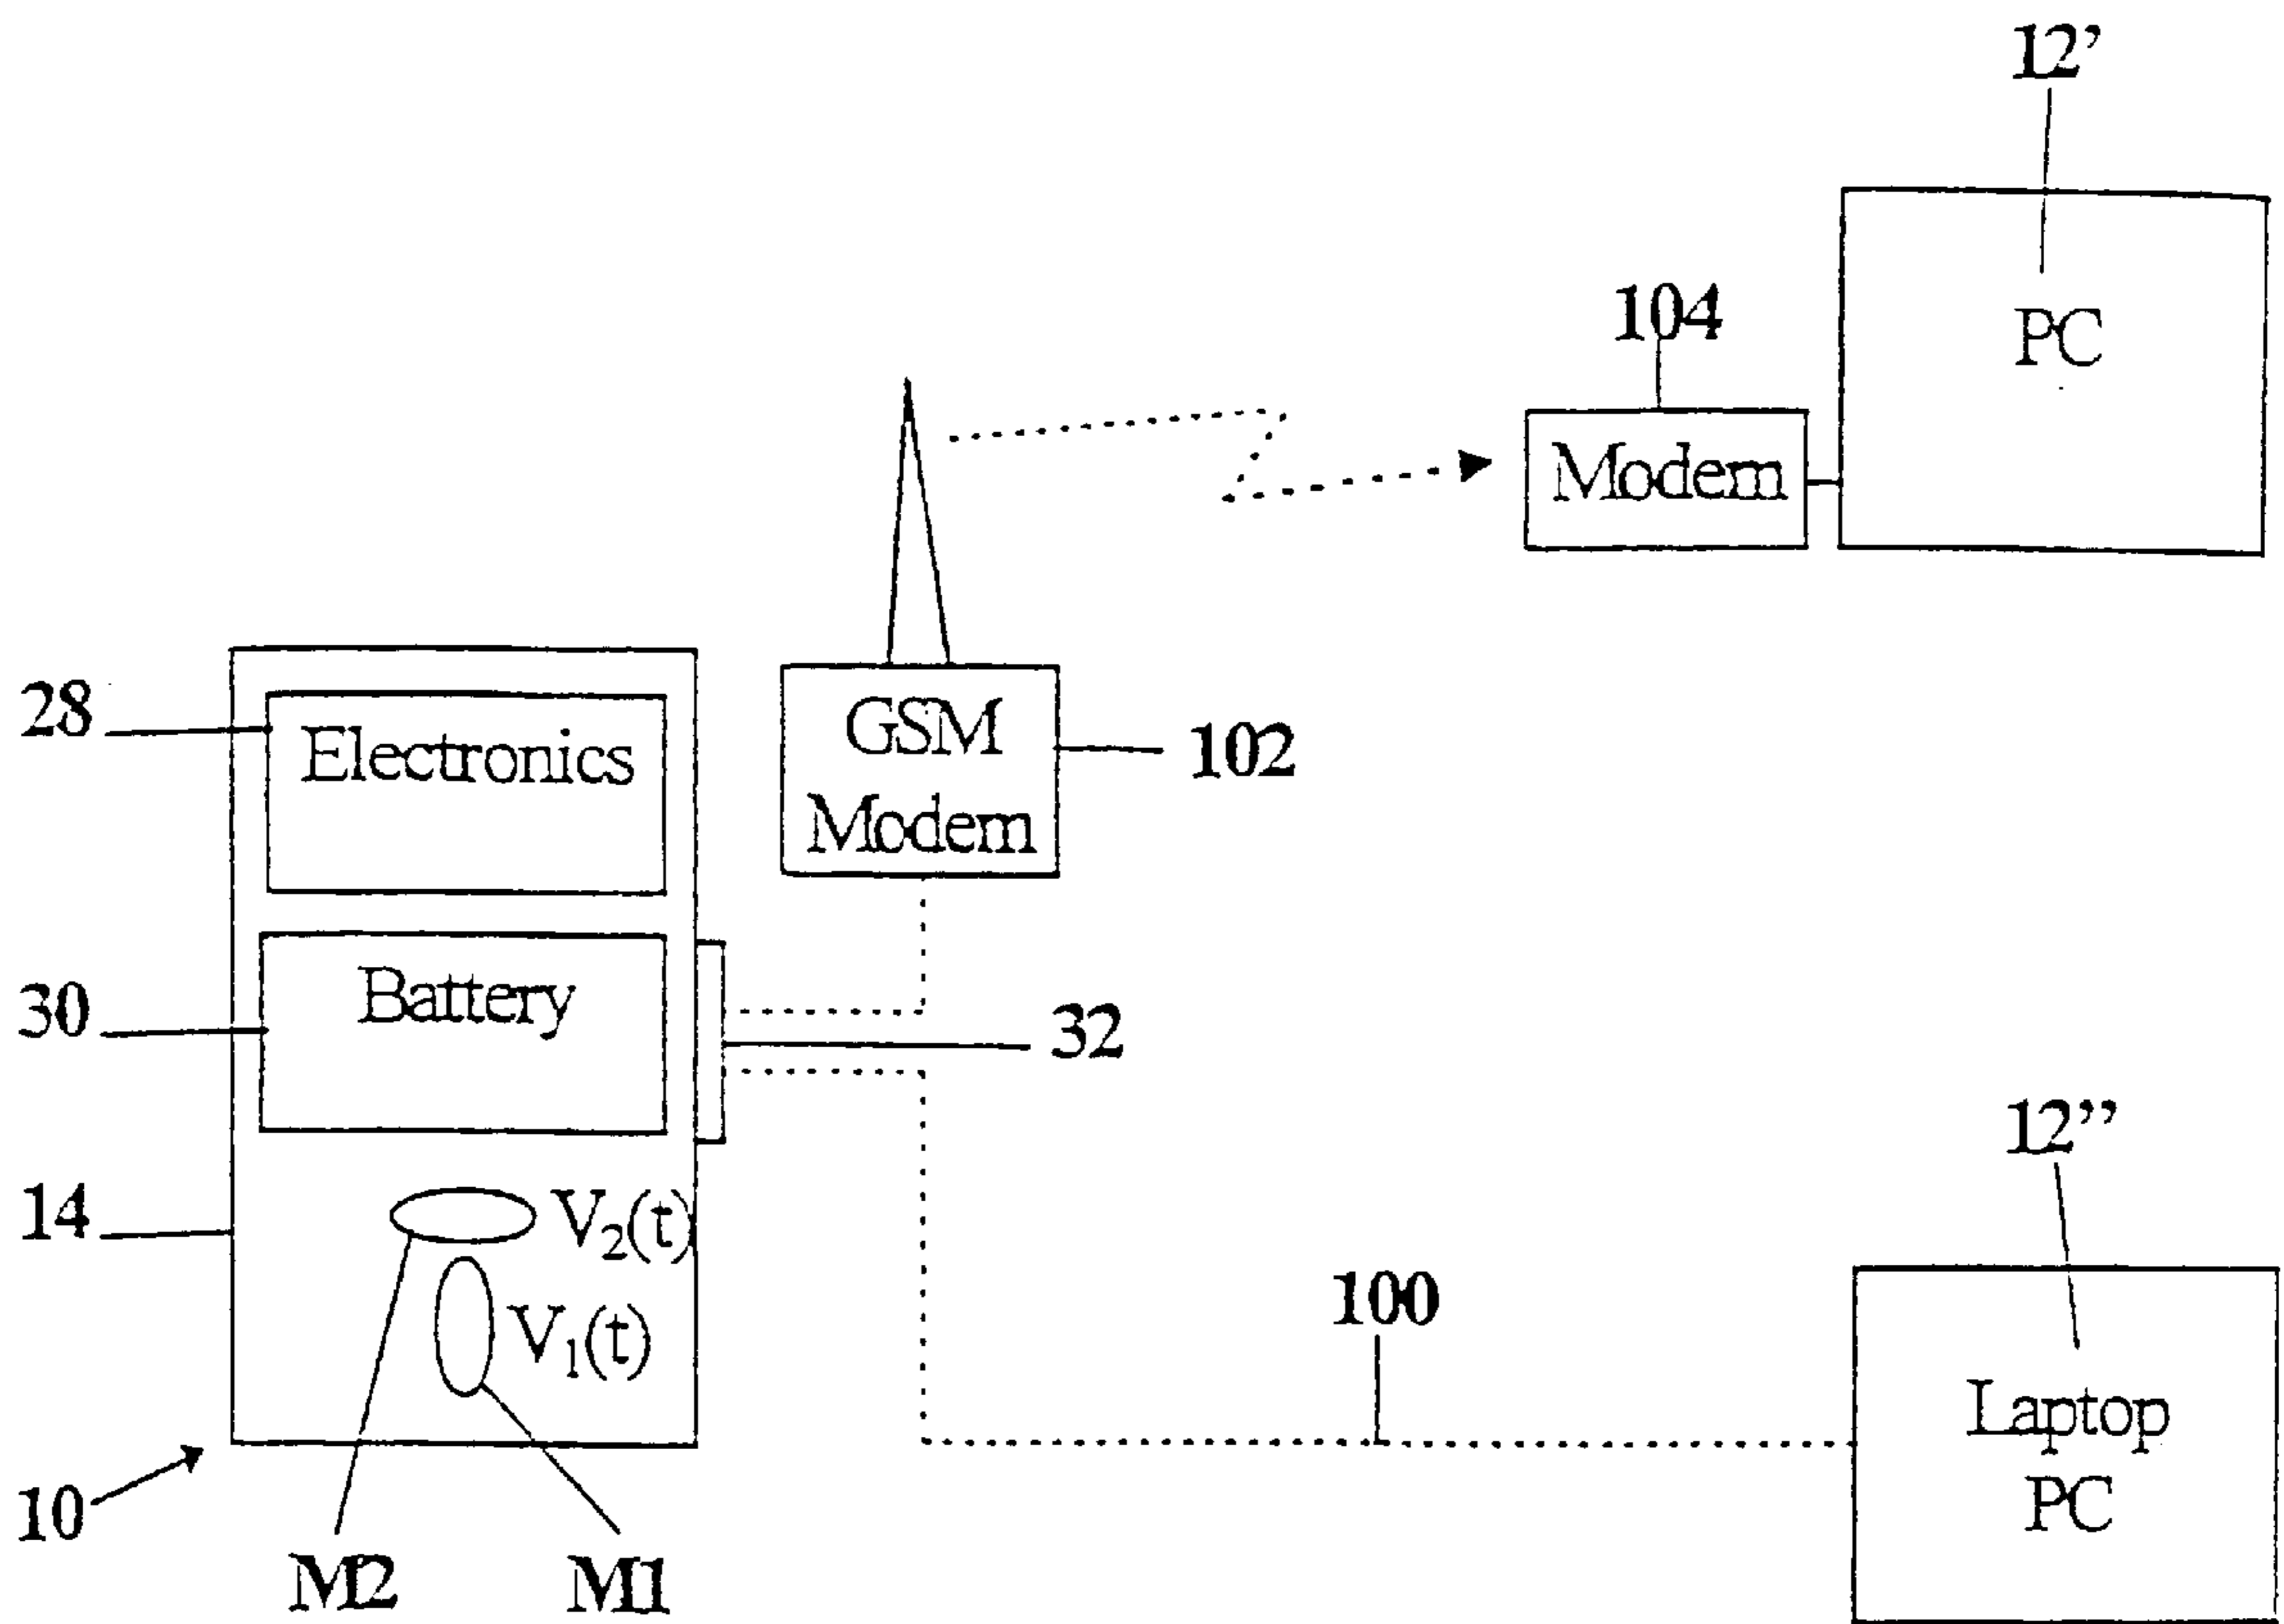 12’
PC
104
Modem
28
Electronics
GSM
Modem
102
30
Battery
32
12”
14
V₂(t)
V₁(t)
100
Laptop
PC
10
M2
M1